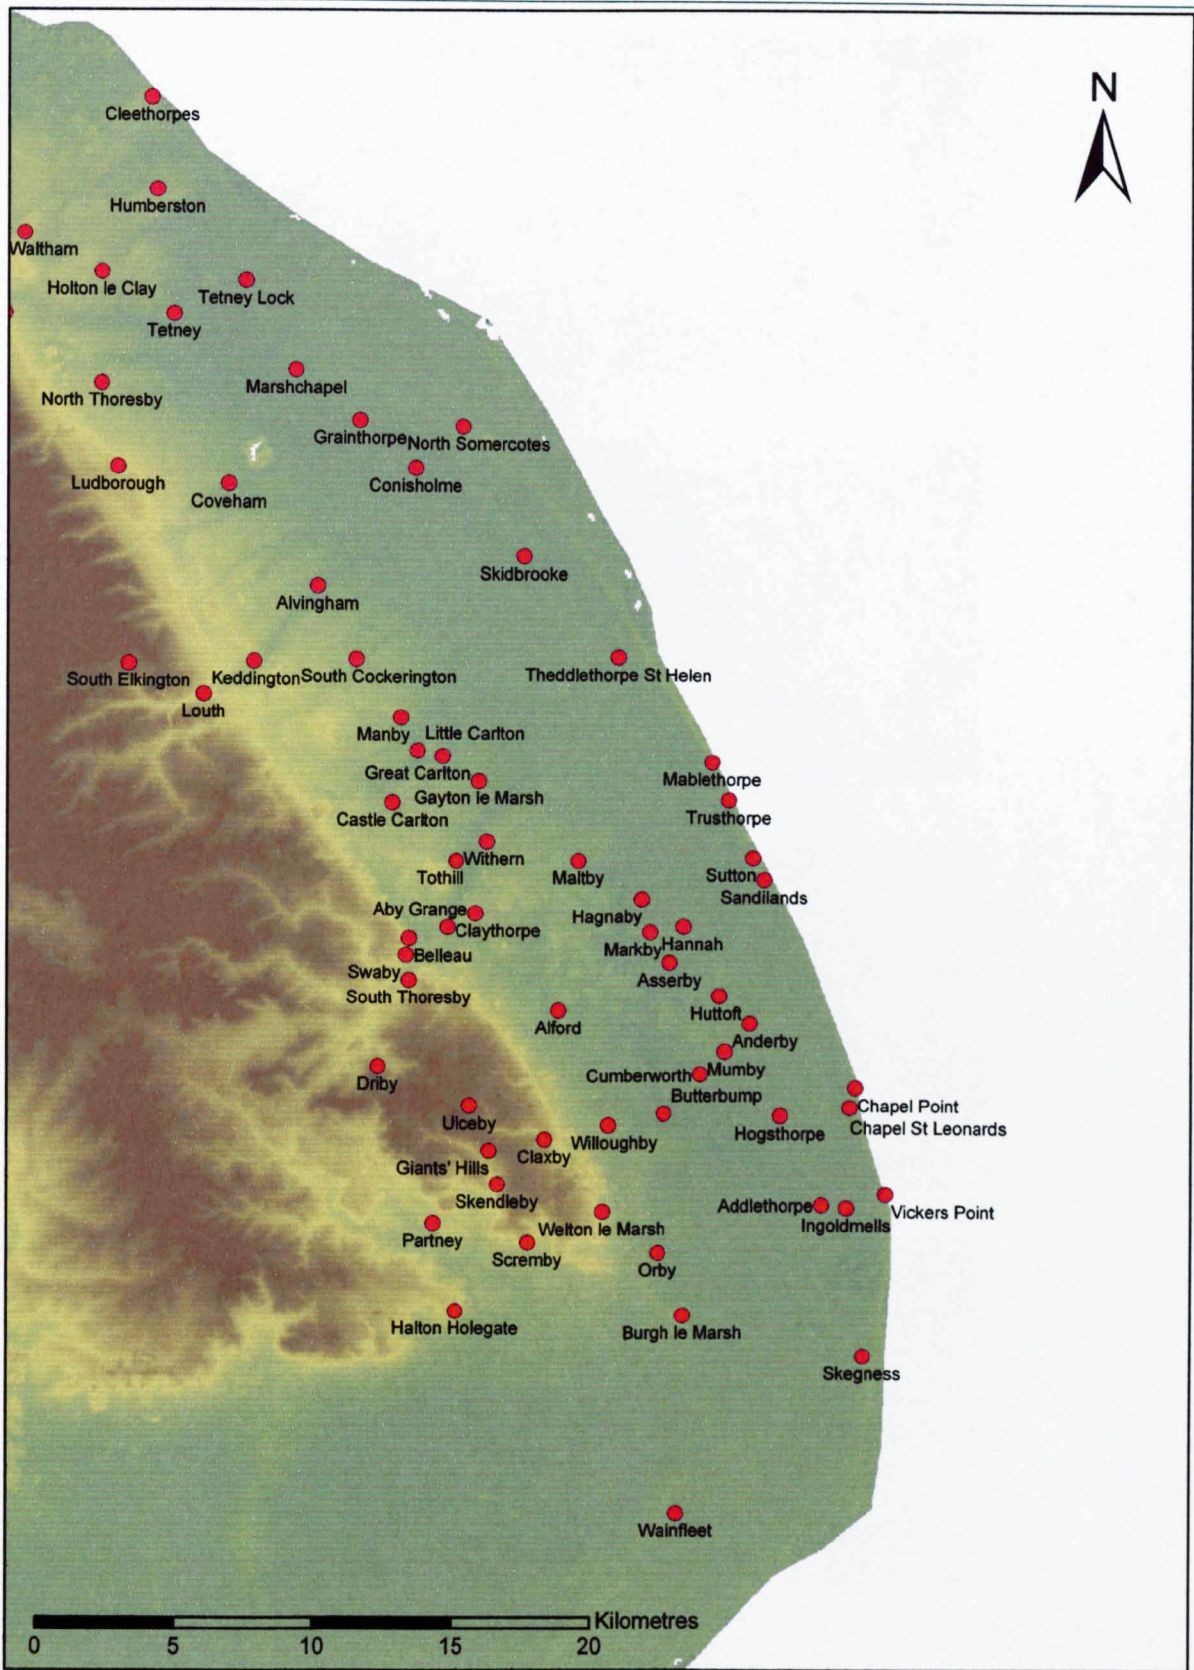 N
Cleethorpes
Humberston
Waltham
Holton le Clay
Tetney Lock
Tetney
Marshchapel
North Thoresby
Grainthorpe
North Somercotes
Ludborough
Conisholme
Coveham
Skidbrooke
Alvingham
South Elkington
Keddington
South Cockerington
Theddlethorpe St Helen
Louth
Manby
Little Carlton
Great Carlton
Mablethorpe
Gayton le Marsh
Castle Carlton
Trusthorpe
Withern
Tothill
Maltby
Sutton
Sandilands
Aby Grange
Hagnaby
Claythorpe
Markby
Hannah
Belleau
Swaby
Asserby
South Thoresby
Huttoft
Alford
Anderby
Mumby
Cumberworth
Driby
Butterbump
Chapel Point
Ulceby
Hogsthorpe
Chapel St Leonards
Willoughby
Claxby
Giants' Hills
Skendleby
Addlethorpe
Vickers Point
Ingoldmells
Welton le Marsh
Partney
Scremby
Orby
Halton Holegate
Burgh le Marsh
Skegness
Wainfleet
Kilometres
0 5 10 15 20